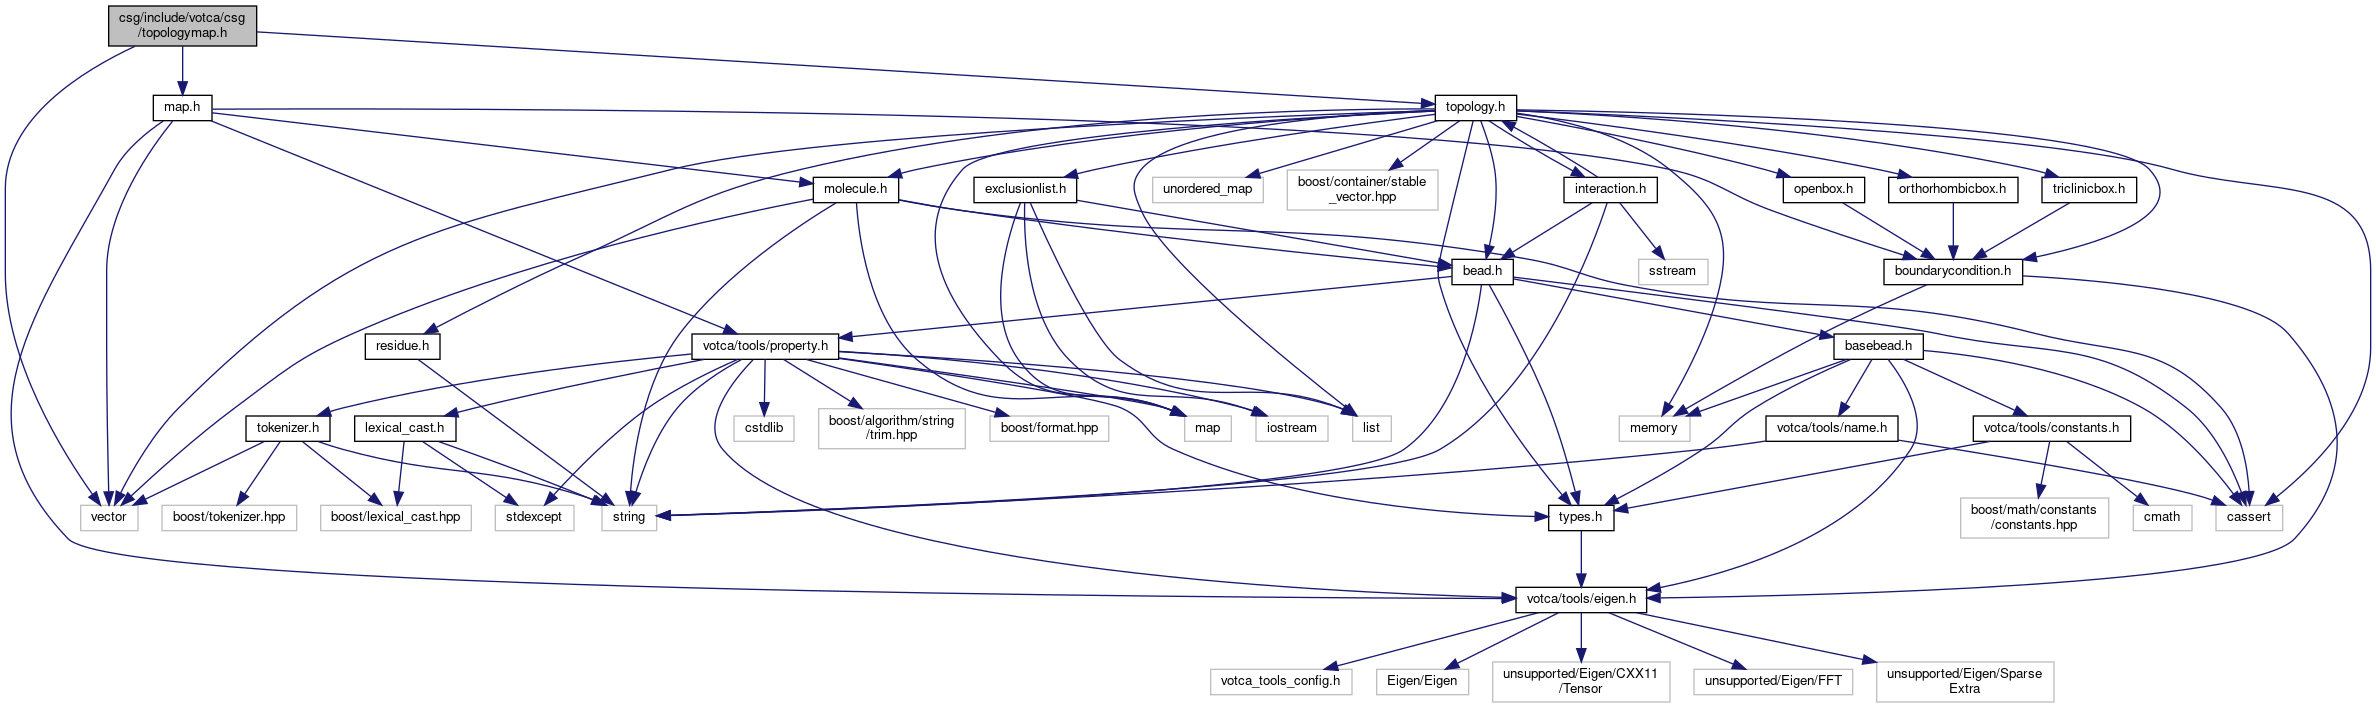 csg/include/votca/csg
/topologymap.h
map.h
topology.h
molecule.h
exclusionlist.h
unordered_map
boost/container/stable
_vector.hpp
interaction.h
openbox.h
orthorhombicbox.h
triclinicbox.h
bead.h
sstream
boundarycondition.h
residue.h
votca/tools/property.h
basebead.h
tokenizer.h
lexical_cast.h
cstdlib
boost/algorithm/string
/trim.hpp
boost/format.hpp
map
iostream
list
memory
votca/tools/name.h
votca/tools/constants.h
vector
boost/tokenizer.hpp
boost/lexical_cast.hpp
stdexcept
string
types.h
boost/math/constants
/constants.hpp
cmath
cassert
votca/tools/eigen.h
votca_tools_config.h
Eigen/Eigen
unsupported/Eigen/CXX11
/Tensor
unsupported/Eigen/FFT
unsupported/Eigen/Sparse
Extra